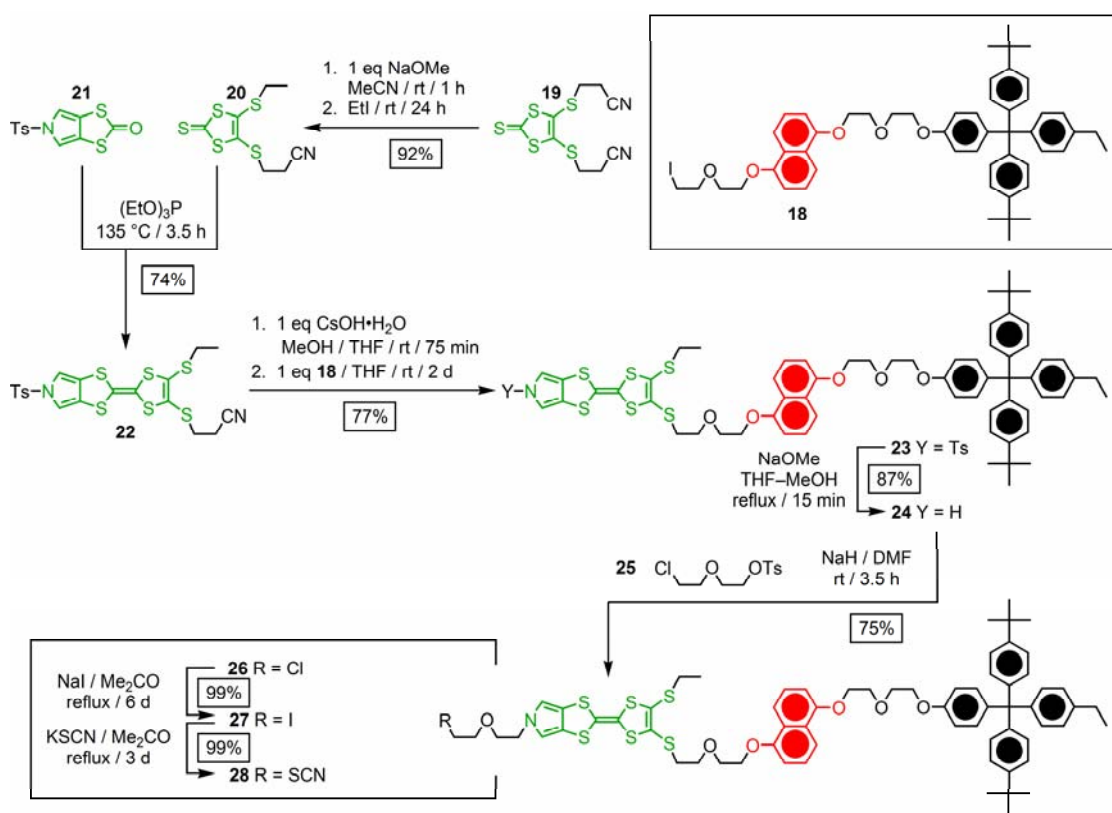 21
Ts
N
S
S
O
20
S
S
S
S
S
CN
1. 1 eq NaOMe
MeCN / rt / 1 h
2. EtI / rt / 24 h
92%
19
S
S
S
S
S
CN
CN
I
O
O
O
O
O
18
(EtO)3P
135 °C / 3.5 h
74%
Ts
N
S
S
S
S
S
S
CN
22
1. 1 eq CsOH•H2O
MeOH / THF / rt / 75 min
2. 1 eq 18 / THF / rt / 2 d
77%
Y
N
S
S
S
S
S
S
O
O
O
O
O
NaOMe
THF–MeOH
reflux / 15 min
23 Y = Ts
87%
24 Y = H
25
Cl
O
OTs
NaH / DMF
rt / 3.5 h
75%
NaI / Me2CO
reflux / 6 d
26 R = Cl
99%
27 R = I
KSCN / Me2CO
reflux / 3 d
99%
28 R = SCN
R
O
N
S
S
S
S
S
S
O
O
O
O
O